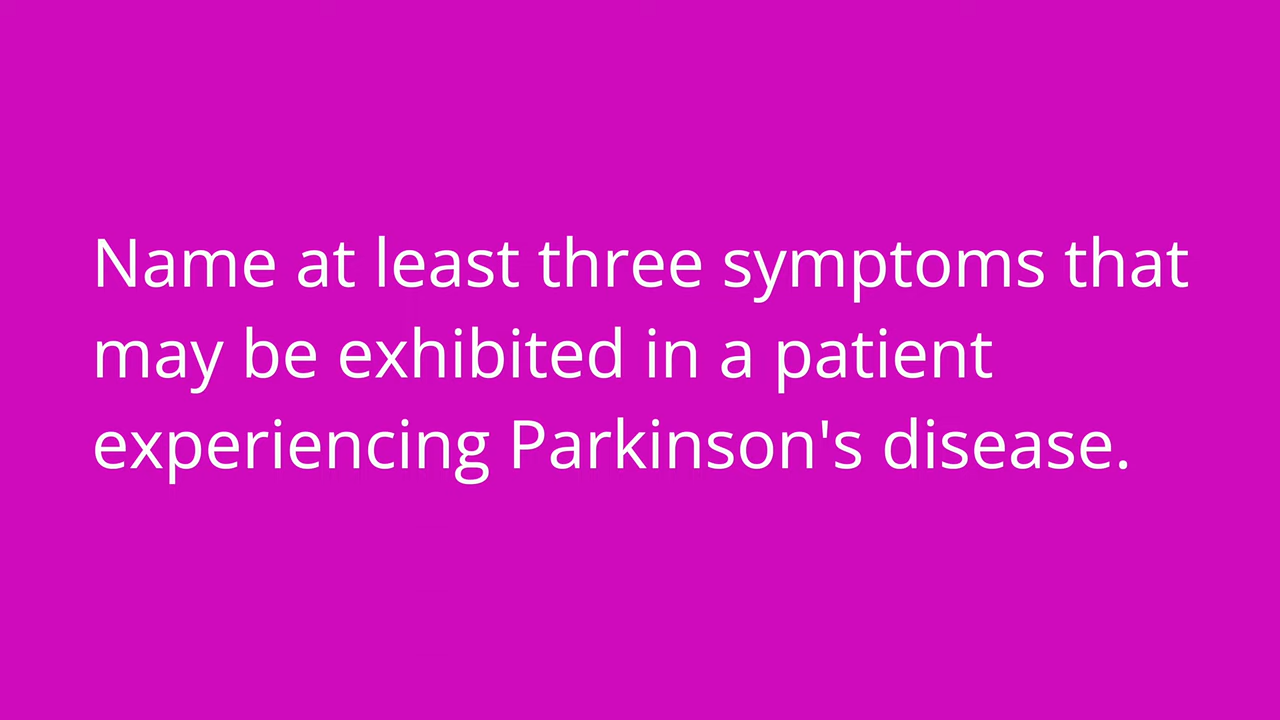 Name at least three symptoms that
may be exhibited in a patient
experiencing Parkinson's disease.